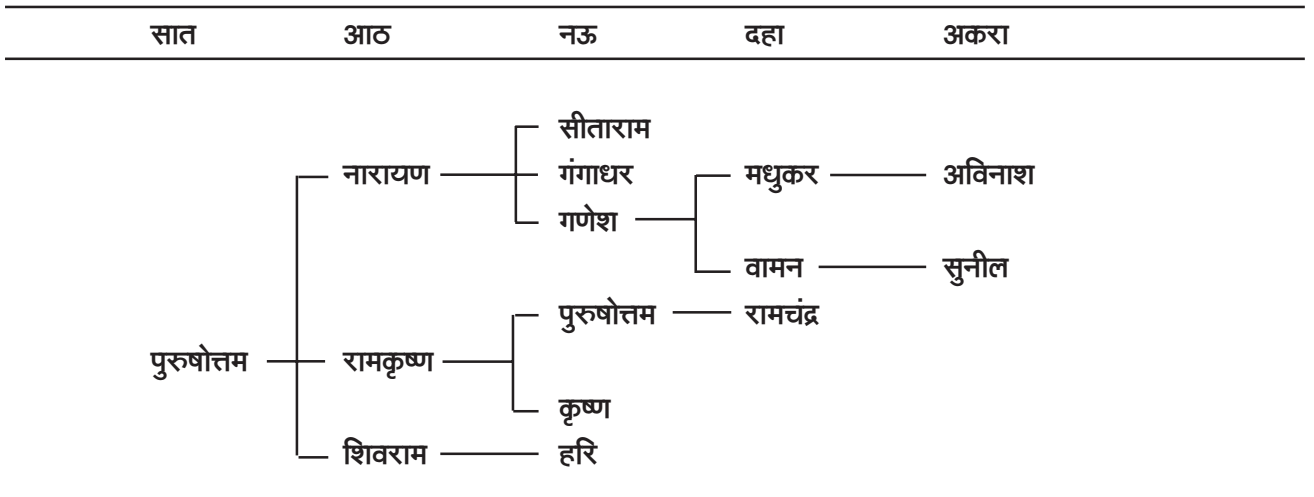 सात आठ नऊ दहा अकरा
सीताराम
नारायण गंगाधर मधुकर अविनाश
गणेश
वामन सुनील
पुरुषोत्तम रामचंद्र
पुरुषोत्तम रामकृष्ण
कृष्ण
शिवराम हरि